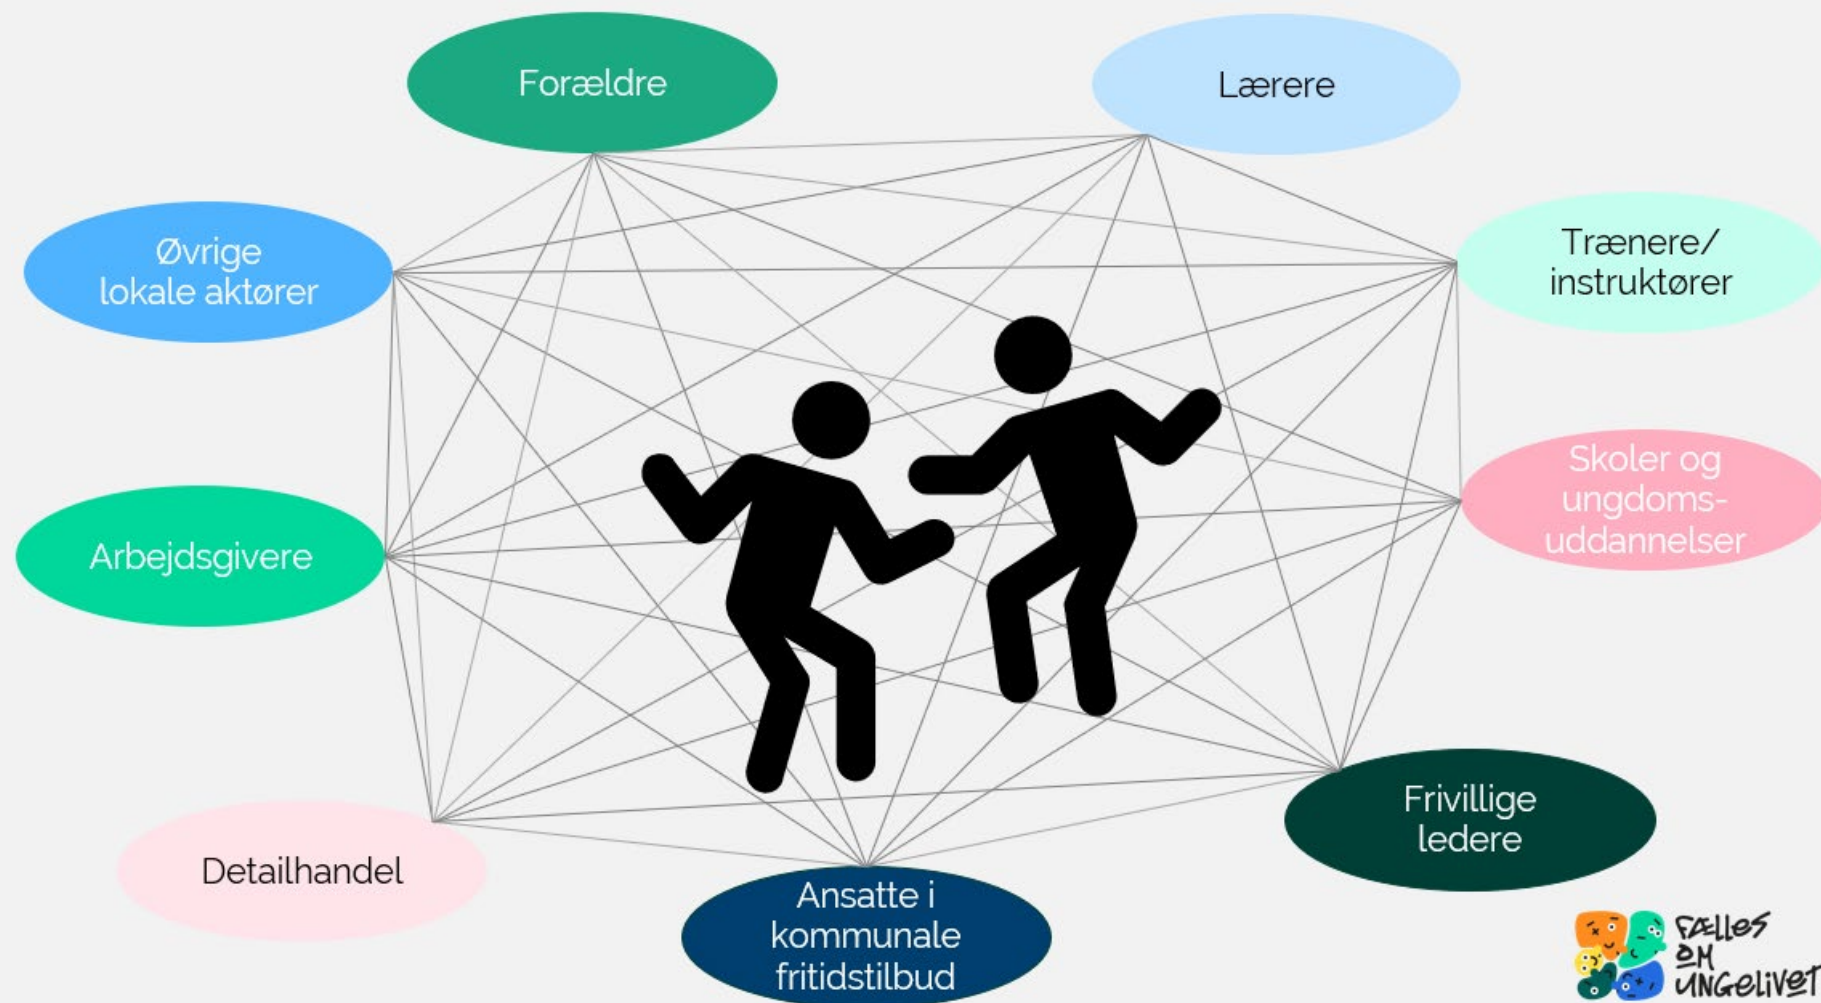 Forældre
Lærere
Øvrige
lokale aktører
Trænere/
instruktører
Skoler og
ungdoms-
uddannelser
Arbejdsgivere
Frivillige
ledere
Detailhandel
Ansatte i
kommunale
fritidstilbud
FÆLLES
OM
UNGELIVET